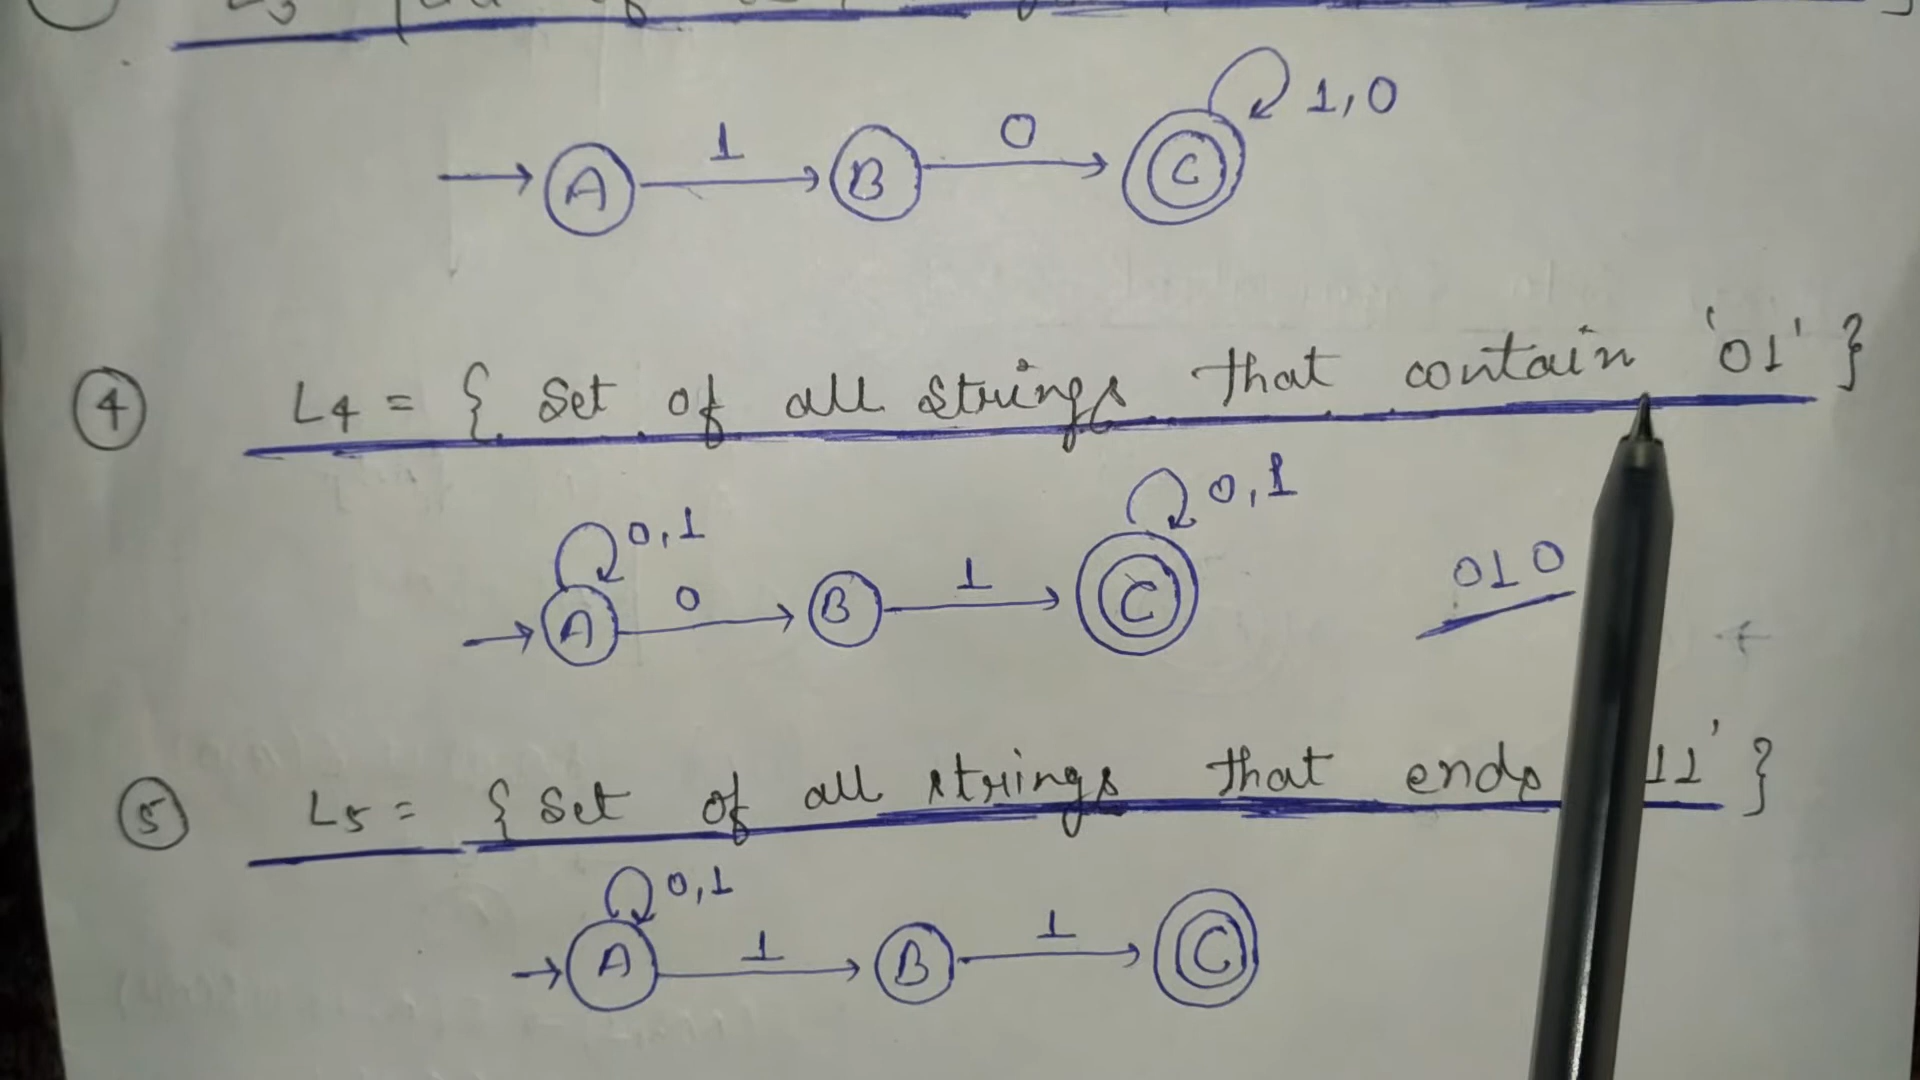 1
1,0
A
0
B
C
4 L4 = { Set of all strings that contain '01' }
0,1
0,1
0
1
A
B
C
010
5 L5 = { Set of all strings that ends 11' }
0,1
1
1
A
B
C